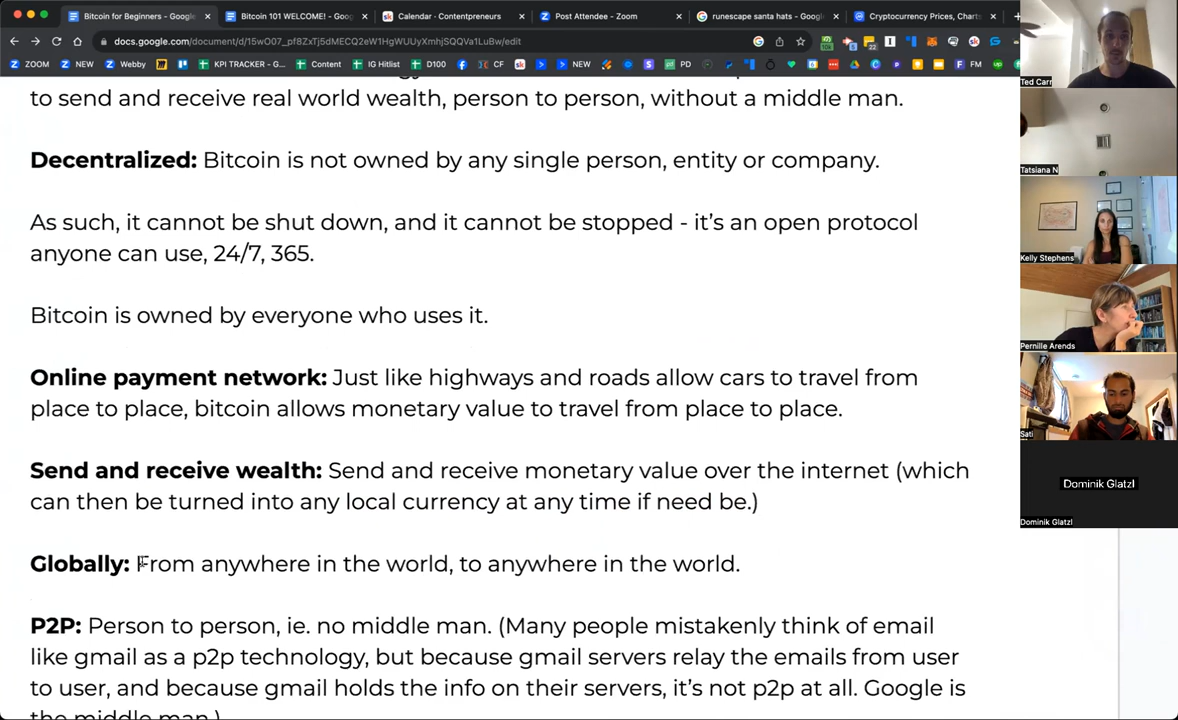 Bitcoin for Beginners - Google
Bitcoin 101 WELCOME! - Goog
Calendar · Contentpreneurs
Post Attendee - Zoom
runescape santa hats - Google
Cryptocurrency Prices, Charts
docs.google.com/document/d/15wO07_pf8ZxTj5dMECQ2eW1HgWUUyXmhjSQQVa1LuBw/edit
ZOOM
NEW
Webby
KPI TRACKER - G...
Content
IG Hitlist
D100
CF
NEW
PD
FM
to send and receive real world wealth, person to person, without a middle man.
Decentralized: Bitcoin is not owned by any single person, entity or company.
As such, it cannot be shut down, and it cannot be stopped - it's an open protocol
anyone can use, 24/7, 365.
Bitcoin is owned by everyone who uses it.
Online payment network: Just like highways and roads allow cars to travel from
place to place, bitcoin allows monetary value to travel from place to place.
Send and receive wealth: Send and receive monetary value over the internet (which
can then be turned into any local currency at any time if need be.)
Globally: From anywhere in the world, to anywhere in the world.
P2P: Person to person, ie. no middle man. (Many people mistakenly think of email
like gmail as a p2p technology, but because gmail servers relay the emails from user
to user, and because gmail holds the info on their servers, it's not p2p at all. Google is
the middle man.)
Ted Carr
Tatsiana N
Kelly Stephens
Pernille Arends
Sati
Dominik Glatzl
Dominik Glatzl